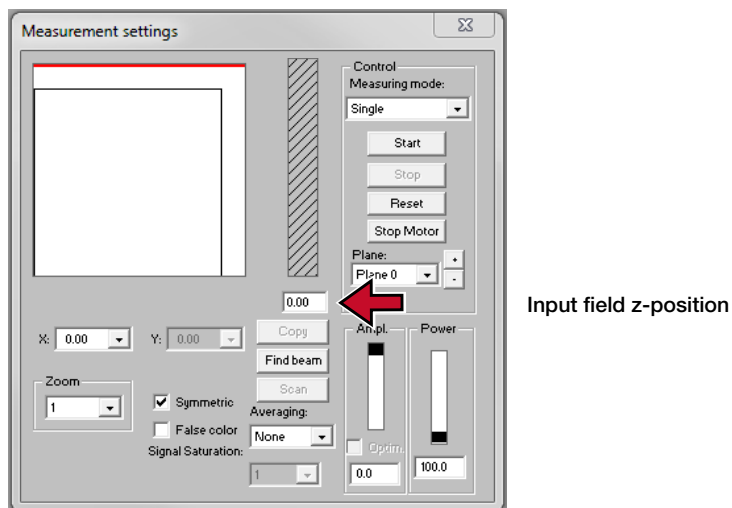 Measurement settings
Control
Measuring mode:
Single
Start
Stop
Reset
Stop Motor
Plane:
Plane 0
+
-
0.00
Input field z-position
X: 0.00
Y: 0.00
Copy
Find beam
Scan
Zoom
1
Symmetric
False color
Averaging:
None
Signal Saturation:
1
Ampl.
Optim.
0.0
Power
100.0